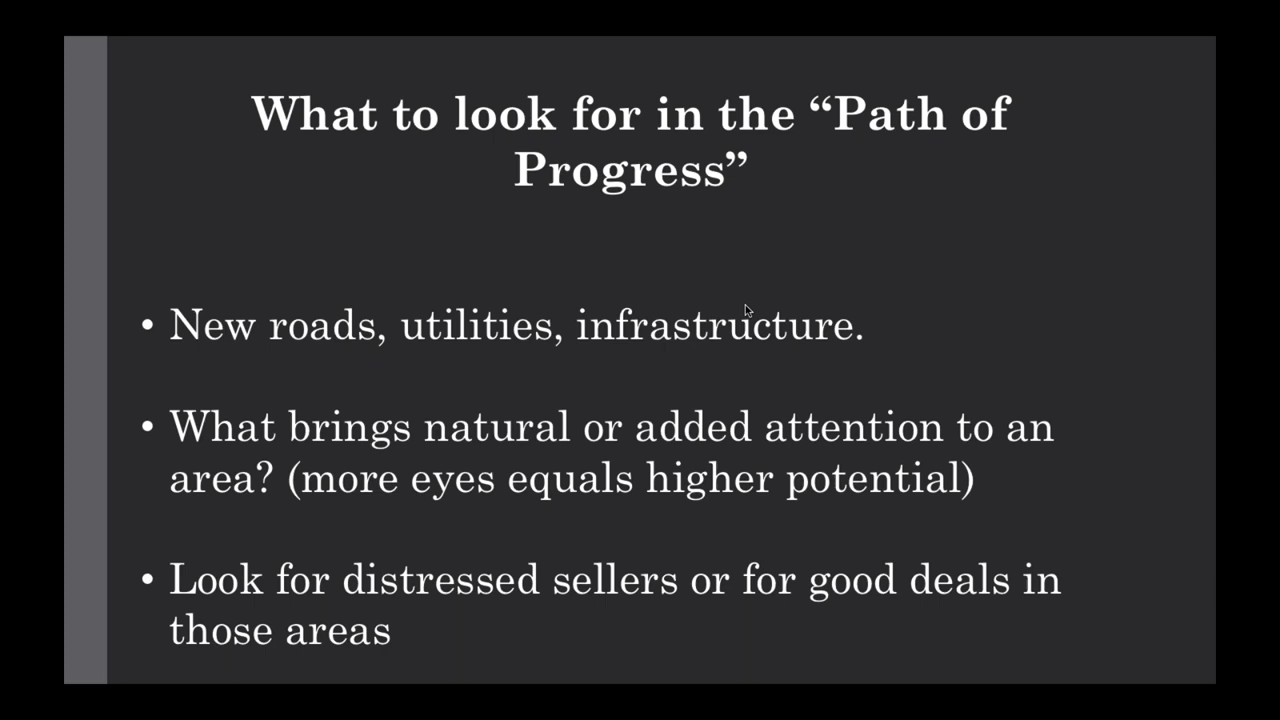 What to look for in the “Path of
Progress”
• New roads, utilities, infrastructure.
• What brings natural or added attention to an
area? (more eyes equals higher potential)
• Look for distressed sellers or for good deals in
those areas